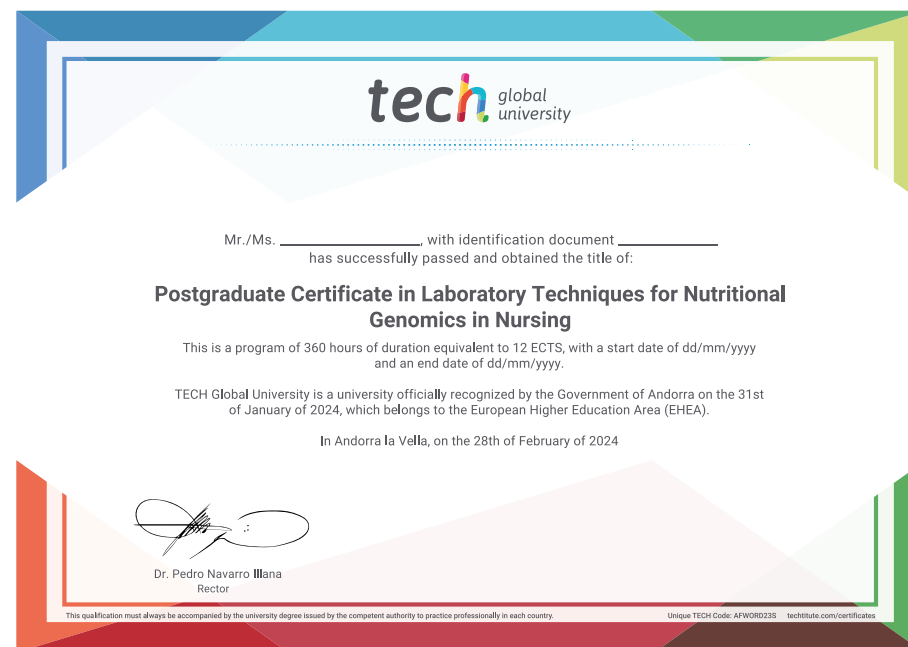 tech global
university
Mr./Ms. ____________, with identification document ____________
has successfully passed and obtained the title of:
Postgraduate Certificate in Laboratory Techniques for Nutritional
Genomics in Nursing
This is a program of 360 hours of duration equivalent to 12 ECTS, with a start date of dd/mm/yyyy
and an end date of dd/mm/yyyy.
TECH Global University is a university officially recognized by the Government of Andorra on the 31st
of January of 2024, which belongs to the European Higher Education Area (EHEA).
In Andorra la Vella, on the 28th of February of 2024
Dr. Pedro Navarro Illana
Rector
This qualification must always be accompanied by the university degree issued by the competent authority to practice professionally in each country. Unique TECH Code: AFWORD23S techtitute.com/certificates